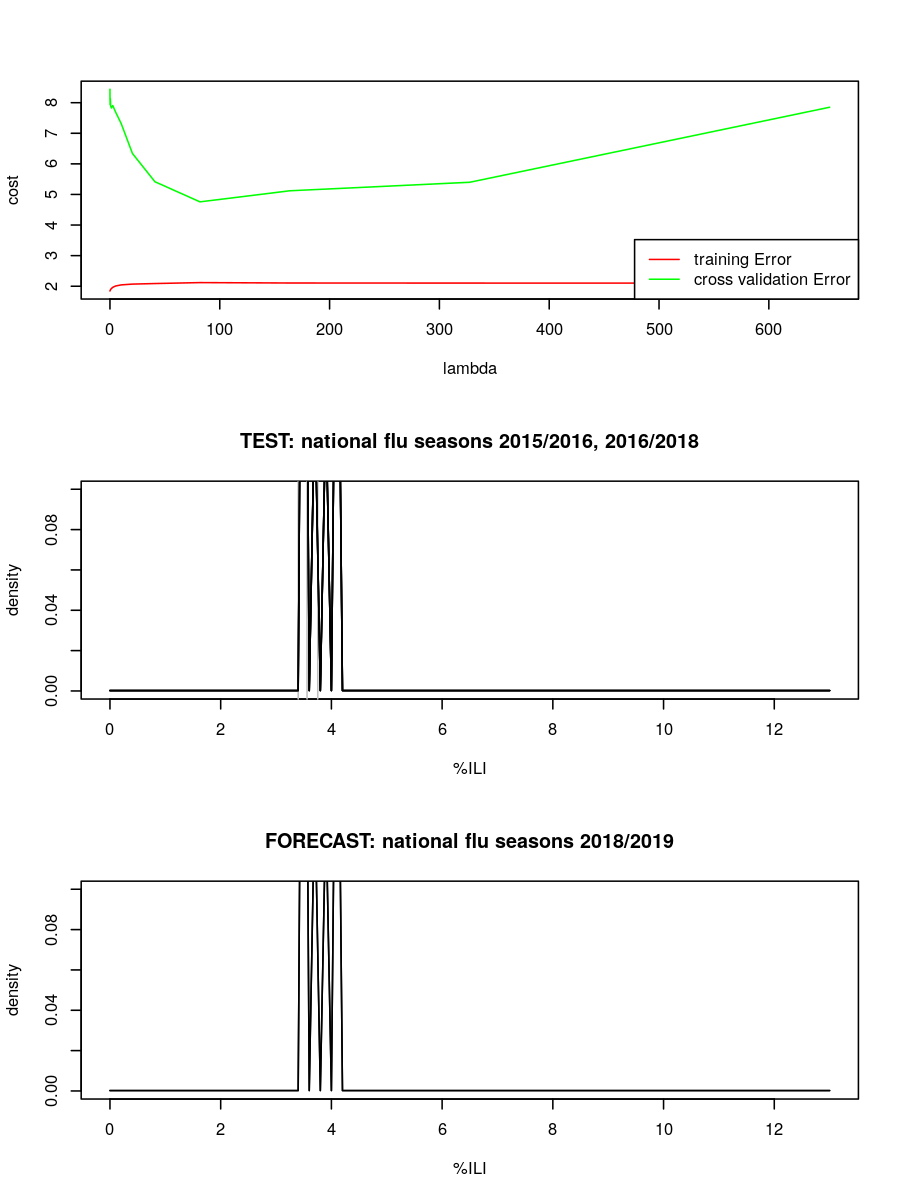 8
7
6
5
4
3
2
cost
training Error
cross validation Error
0 100 200 300 400 500 600
lambda
TEST: national flu seasons 2015/2016, 2016/2018
0.08
0.04
0.00
density
0 2 4 6 8 10 12
%ILI
FORECAST: national flu seasons 2018/2019
0.08
0.04
0.00
density
0 2 4 6 8 10 12
%ILI